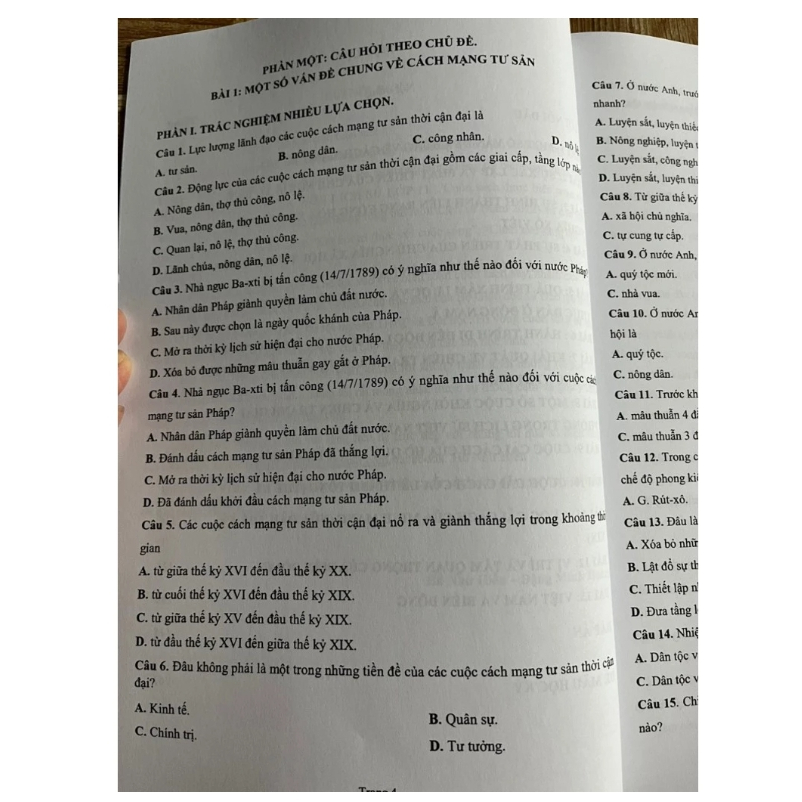 PHẦN MỘT: CÂU HỎI THEO CHỦ ĐỀ.
BÀI 1: MỘT SỐ VẤN ĐỀ CHUNG VỀ CÁCH MẠNG TƯ SẢN
PHẦN I. TRẮC NGHIỆM NHIỀU LỰA CHỌN.
Câu 1. Lực lượng lãnh đạo các cuộc cách mạng tư sản thời cận đại là
A. tư sản. B. nông dân. C. công nhân. D. nô
Câu 2. Động lực của các cuộc cách mạng tư sản thời cận đại gồm các giai cấp, tầng lớp nào
A. Nông dân, thợ thủ công, nô lệ.
B. Vua, nông dân, thợ thủ công.
C. Quan lại, nô lệ, thợ thủ công.
D. Lãnh chúa, nông dân, nô lệ.
Câu 3. Nhà ngục Ba-xti bị tấn công (14/7/1789) có ý nghĩa như thế nào đối với nước Pháp
A. Nhân dân Pháp giành quyền làm chủ đất nước.
B. Sau này được chọn là ngày quốc khánh của Pháp.
C. Mở ra thời kỳ lịch sử hiện đại cho nước Pháp.
D. Xóa bỏ được những mâu thuẫn gay gắt ở Pháp.
Câu 4. Nhà ngục Ba-xti bị tấn công (14/7/1789) có ý nghĩa như thế nào đối với cuộc các
mạng tư sản Pháp?
A. Nhân dân Pháp giành quyền làm chủ đất nước.
B. Đánh dấu cách mạng tư sản Pháp đã thắng lợi.
C. Mở ra thời kỳ lịch sử hiện đại cho nước Pháp.
D. Đã đánh dấu khởi đầu cách mạng tư sản Pháp.
Câu 5. Các cuộc cách mạng tư sản thời cận đại nổ ra và giành thắng lợi trong khoảng thời
gian
A. từ giữa thế kỷ XVI đến đầu thế kỷ XX.
B. từ cuối thế kỷ XVI đến đầu thế kỷ XIX.
C. từ giữa thế kỷ XV đến đầu thế kỷ XIX.
D. từ đầu thế kỷ XVI đến giữa thế kỷ XIX.
Câu 6. Đâu không phải là một trong những tiền đề của các cuộc cách mạng tư sản thời cận
đại?
A. Kinh tế. B. Quân sự.
C. Chính trị. D. Tư tưởng.
Câu 7. Ở nước Anh, trước
nhanh?
A. Luyện sắt, luyện
B. Nông nghiệp, luyện
C. Luyện sắt, công
D. Luyện sắt, luyện
Câu 8. Từ giữa thế kỷ
A. xã hội chủ nghĩa.
C. tự cung tự cấp.
Câu 9. Ở nước Anh,
A. quý tộc mới.
C. nhà vua.
Câu 10. Ở nước
hội là
A. quý tộc.
C. nông dân.
Câu 11. Trước
A. mâu thuẫn 4
C. mâu thuẫn 3
Câu 12. Trong
chế độ phong
A. G. Rút-xô.
Câu 13. Đâu là
A. Xóa bỏ
B. Lật đổ sự
C. Thiết lập
D. Đưa tầng
Câu 14.
A. Dân tộc
C. Dân tộc
Câu 15.
nào?